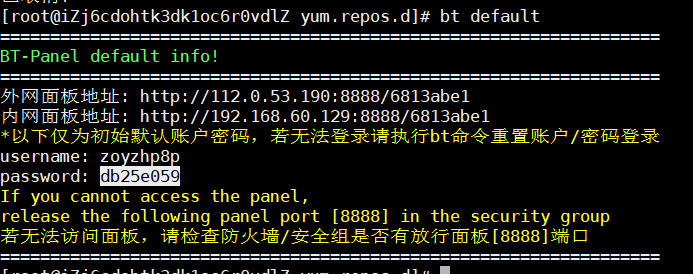 [root@iZj6cdohtk3dk1oc6r0vdlZ yum.repos.d]# bt default
==================================================================
BT-Panel default info!
==================================================================
外网面板地址: http://112.0.53.190:8888/6813abe1
内网面板地址: http://192.168.60.129:8888/6813abe1
*以下仅为初始默认账户密码，若无法登录请执行bt命令重置账户/密码登录
username: zoyzhp8p
password: db25e059
If you cannot access the panel,
release the following panel port [8888] in the security group
若无法访问面板，请检查防火墙/安全组是否有放行面板[8888]端口
==================================================================
[root@iZj6cdohtk3dk1oc6r0vdlZ yum.repos.d]#